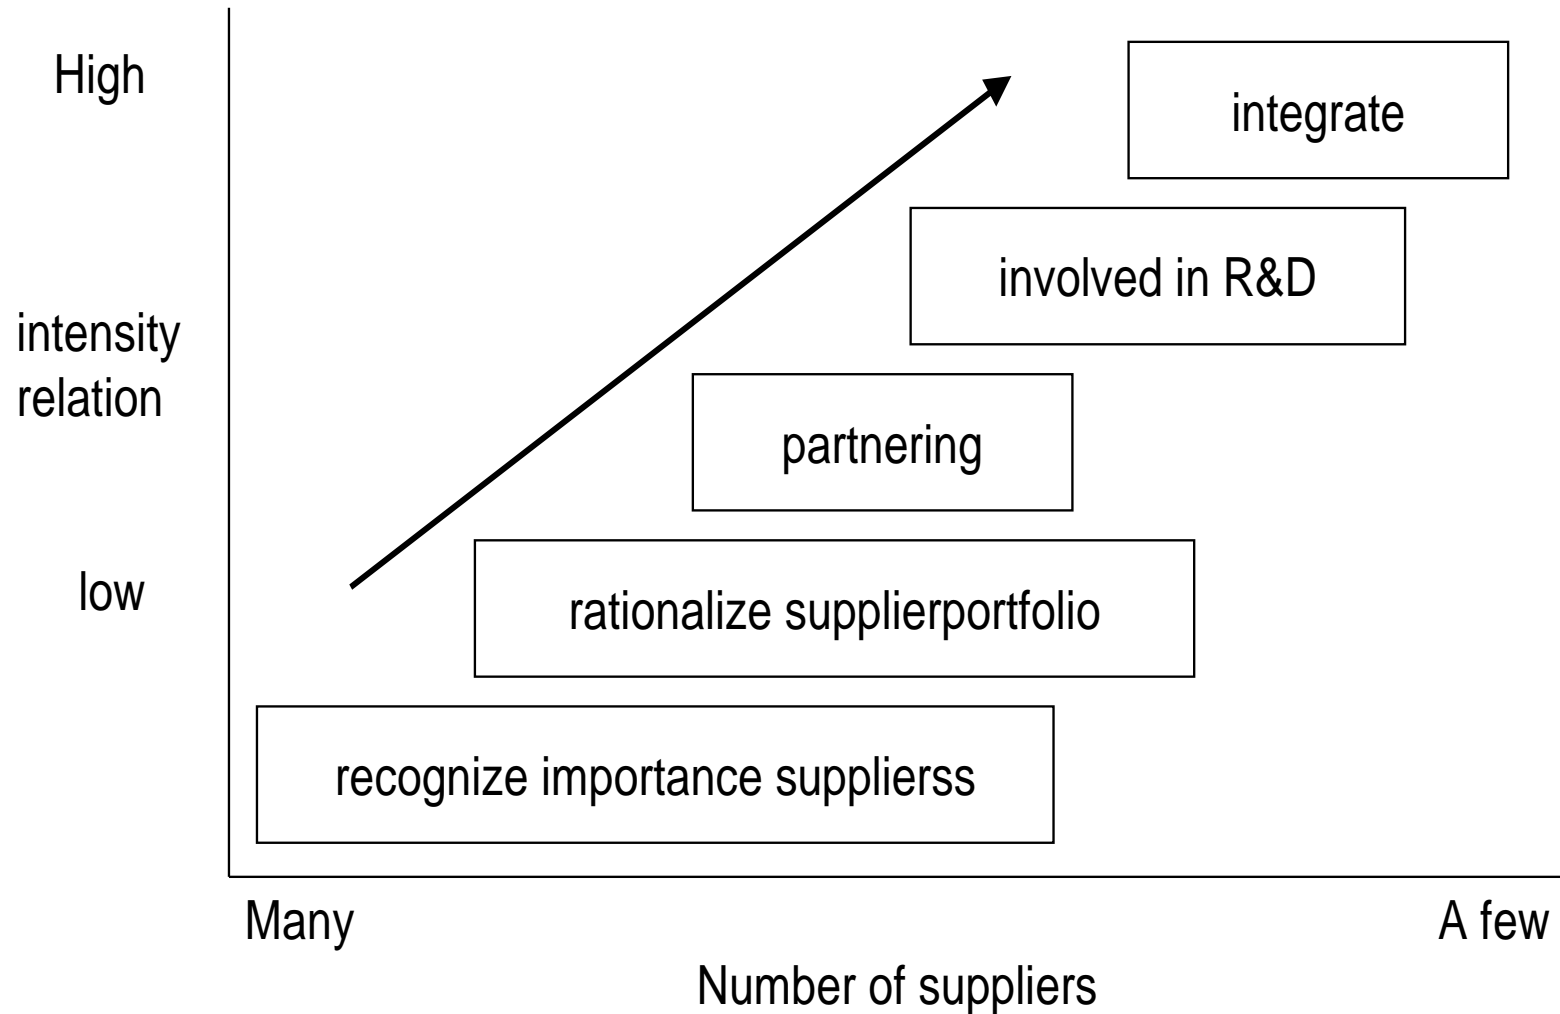 High
integrate
involved in R&D
intensity
relation
partnering
low
rationalize supplierportfolio
recognize importance supplierss
Many
A few
Number of suppliers